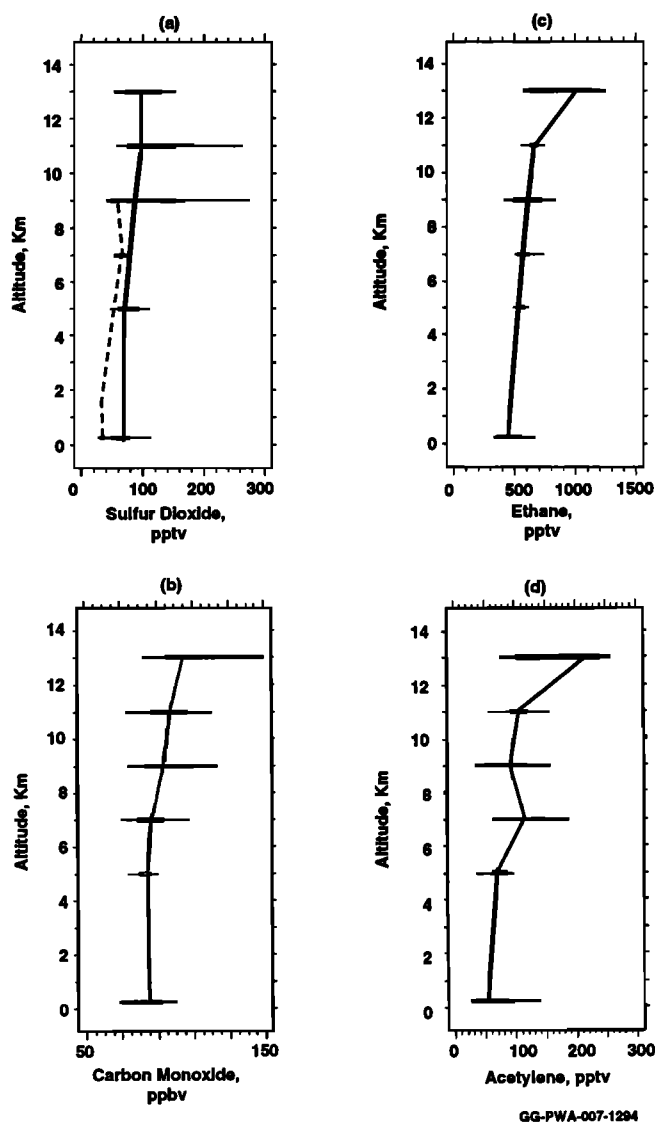 (a)
14
12
10
8
6
4
2
0
Altitude, Km
0 100 200 300
Sulfur Dioxide,
pptv
(c)
14
12
10
8
6
4
2
0
Altitude, Km
0 500 1000 1500
Ethane,
pptv
(b)
14
12
10
8
6
4
2
0
Altitude, Km
50 150
Carbon Monoxide,
ppbv
(d)
14
12
10
8
6
4
2
0
Altitude, Km
0 100 200 300
Acetylene, pptv
GG-PWA-007-1294